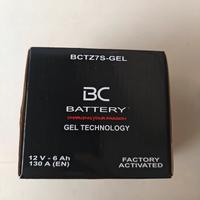 BCTZ7S-GEL
BC
BATTERY
CHARGING YOUR PASSION
GEL TECHNOLOGY
12 V - 6 Ah
130 A (EN)
FACTORY
ACTIVATED